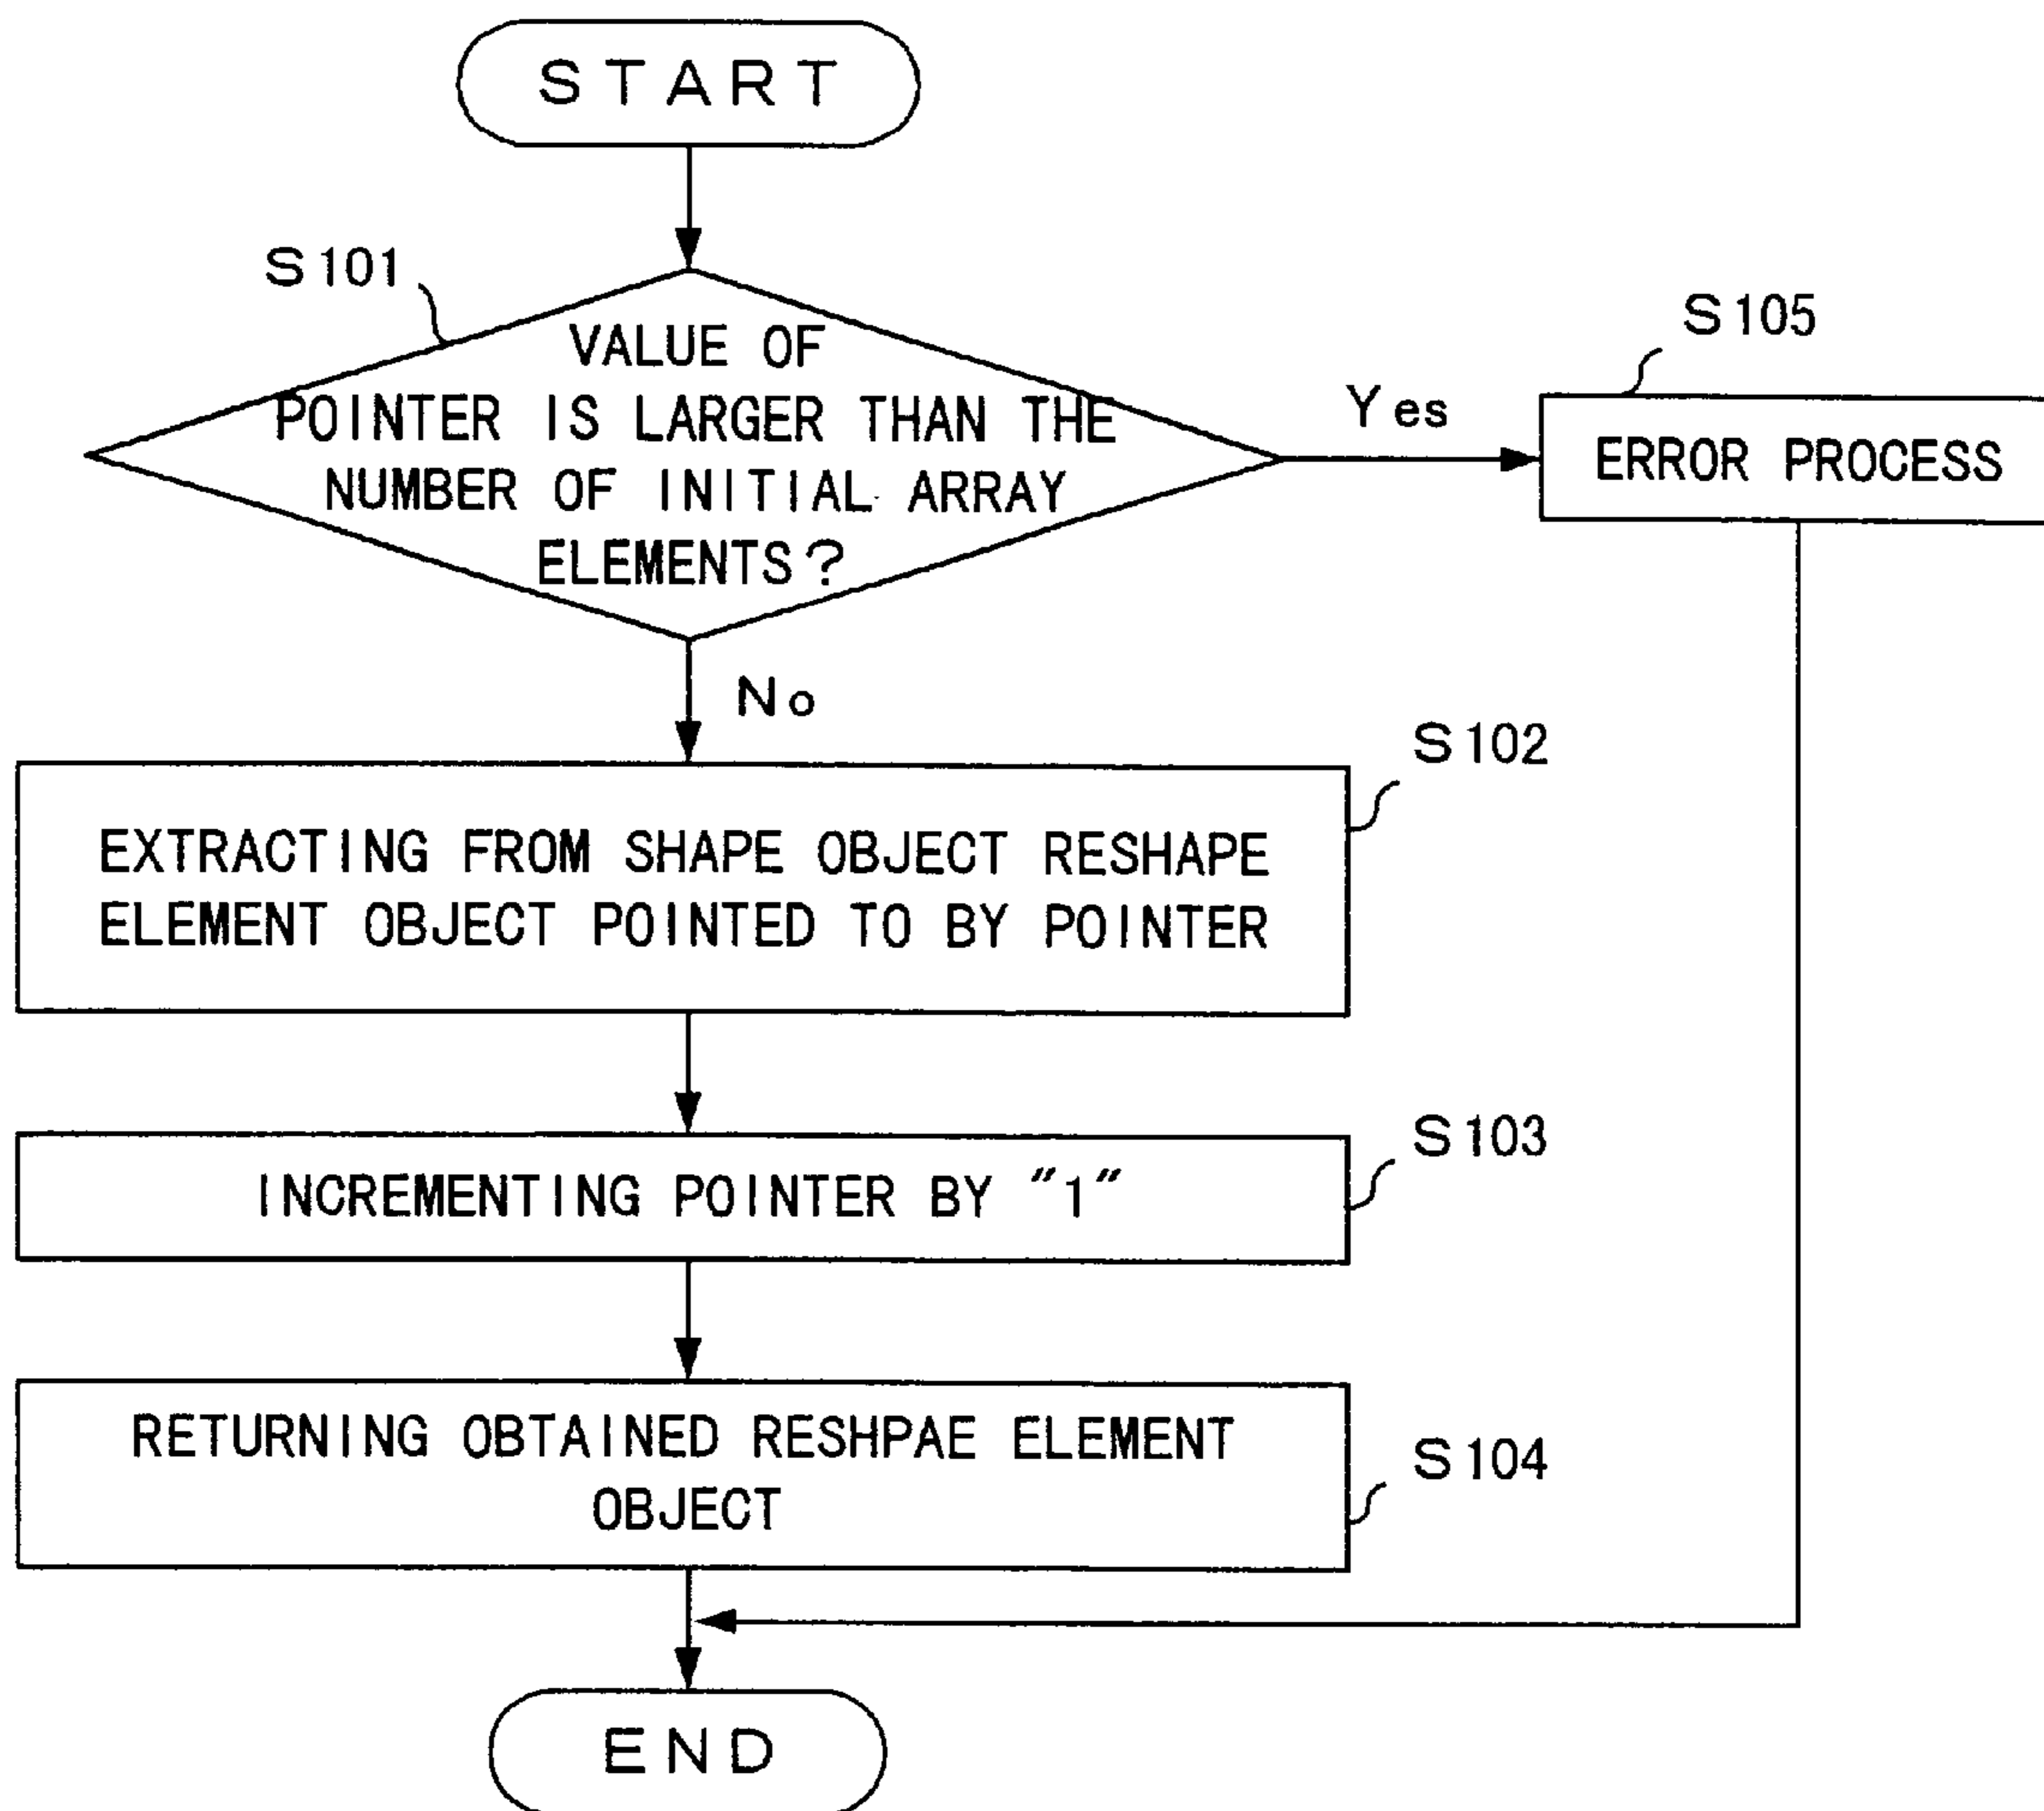 START
S101
VALUE OF
POINTER IS LARGER THAN THE
NUMBER OF INITIAL ARRAY
ELEMENTS?
Yes
S105
ERROR PROCESS
No
S102
EXTRACTING FROM SHAPE OBJECT RESHAPE
ELEMENT OBJECT POINTED TO BY POINTER
S103
INCREMENTING POINTER BY "1"
S104
RETURNING OBTAINED RESHPAE ELEMENT
OBJECT
END